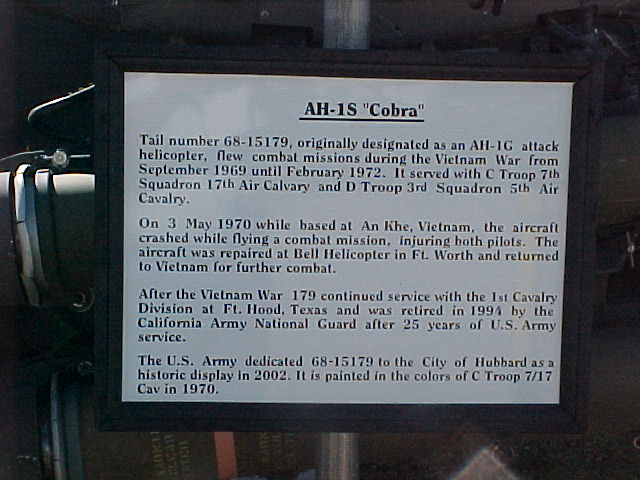 AH-1S "Cobra"
Tail number 68-15179, originally designated as an AH-1G attack
helicopter, flew combat missions during the Vietnam War from
September 1969 until February 1972. It served with C Troop 7th
Squadron 17th Air Calvary and D Troop 3rd Squadron 5th Air
Cavalry.
On 3 May 1970 while based at An Khe, Vietnam, the aircraft
crashed while flying a combat mission, injuring both pilots. The
aircraft was repaired at Bell Helicopter in Ft. Worth and returned
to Vietnam for further combat.
After the Vietnam War 179 continued service with the 1st Cavalry
Division at Ft. Hood, Texas and was retired in 1994 by the
California Army National Guard after 25 years of U.S. Army
service.
The U.S. Army dedicated 68-15179 to the City of Hubbard as a
historic display in 2002. It is painted in the colors of C Troop 7/17
Cav in 1970.